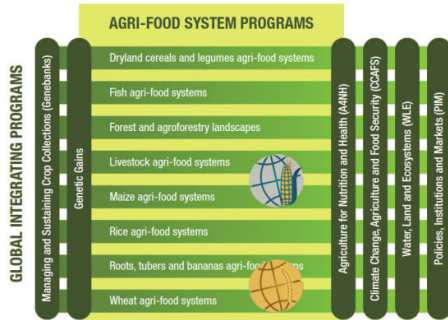 AGRI-FOOD SYSTEM PROGRAMS
GLOBAL INTEGRATING PROGRAMS
Managing and Sustaining Crop Collections (Genebanks)
Genetic Gains
Dryland cereals and legumes agri-food systems
Fish agri-food systems
Forest and agroforestry landscapes
Livestock agri-food systems
Maize agri-food systems
Rice agri-food systems
Roots, tubers and bananas agri-food
Wheat agri-food systems
Agriculture for Nutrition and Health (A4NH)
Climate Change, Agriculture and Food Security (CCAFS)
Water, Land and Ecosystems (WLE)
Policies, Institutions and Markets (PIM)